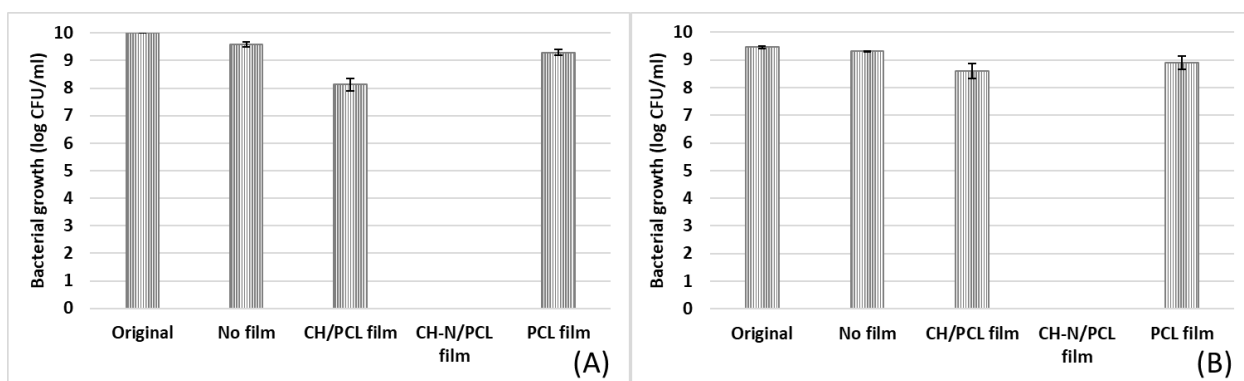 Bacterial growth (log CFU/ml)
10
9
8
7
6
5
4
3
2
1
0
Original
No film
CH/PCL film
CH-N/PCL
film
PCL film
(A)
Bacterial growth (log CFU/ml)
10
9
8
7
6
5
4
3
2
1
0
Original
No film
CH/PCL film
CH-N/PCL
film
PCL film
(B)